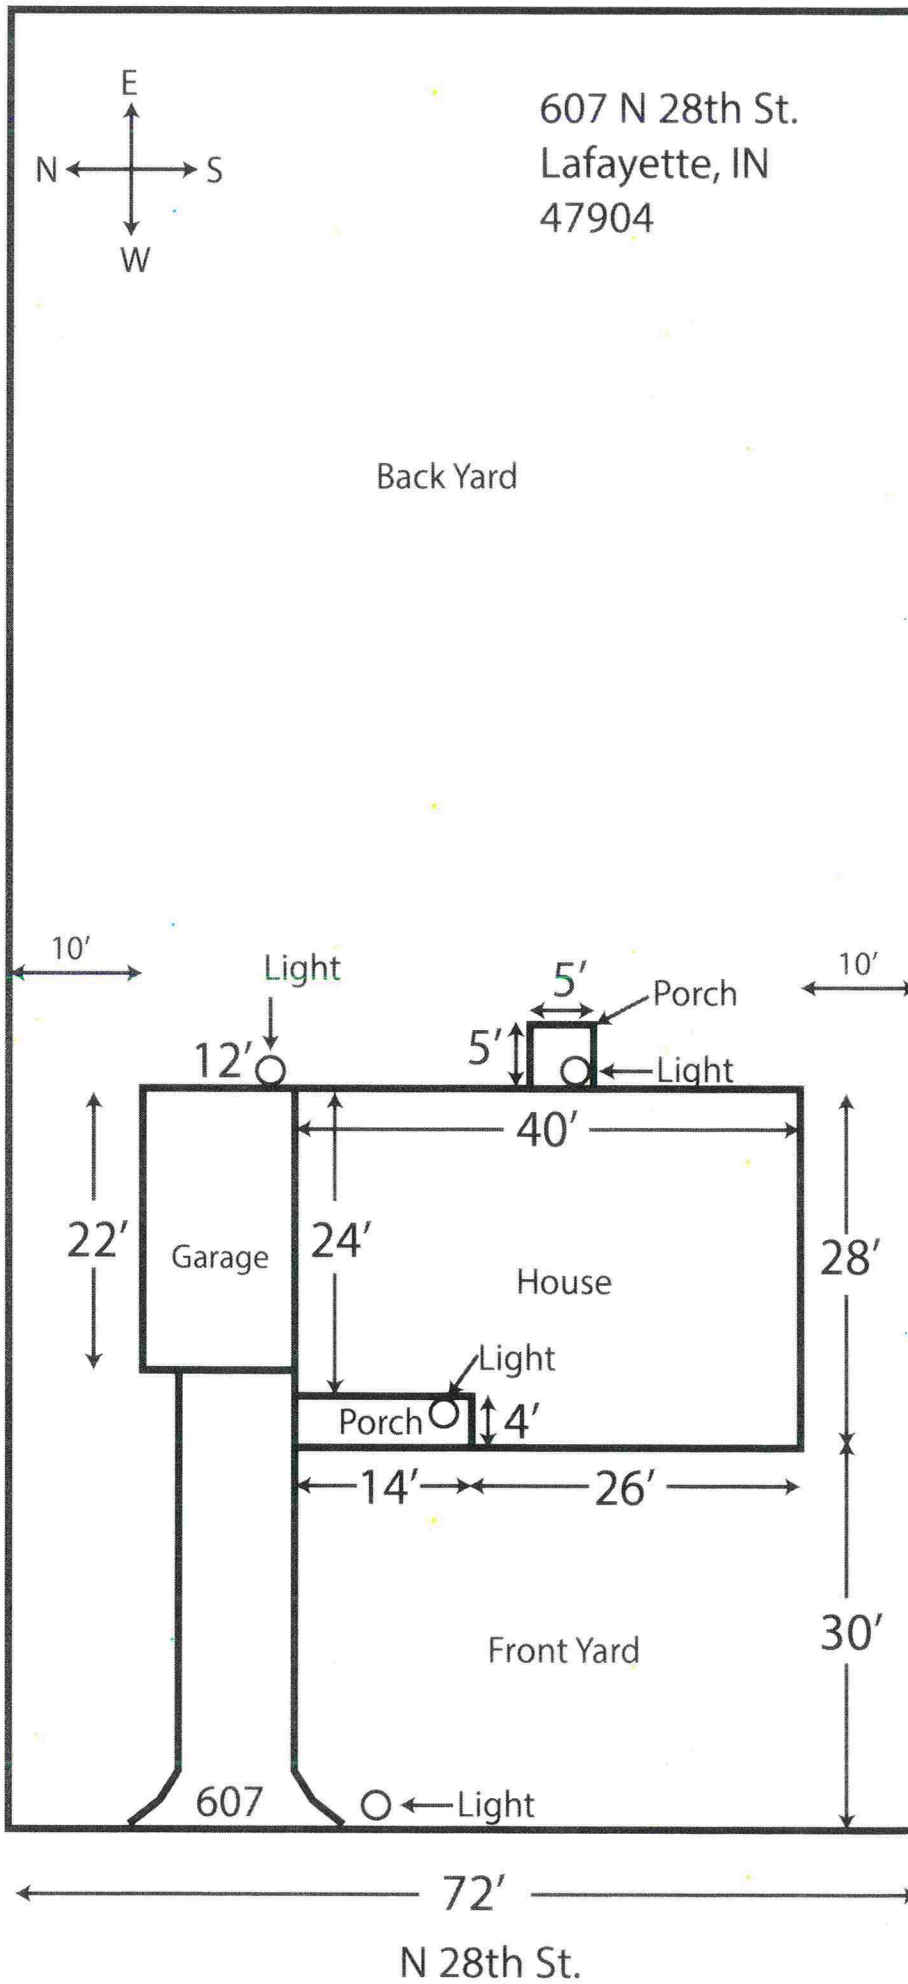 E
N
S
W
607 N 28th St.
Lafayette, IN
47904
Back Yard
10'
Light
5'
Porch
10'
12'
5'
Light
40'
22'
Garage
24'
House
28'
Light
Porch
4'
14'
26'
Front Yard
30'
607
Light
72'
N 28th St.